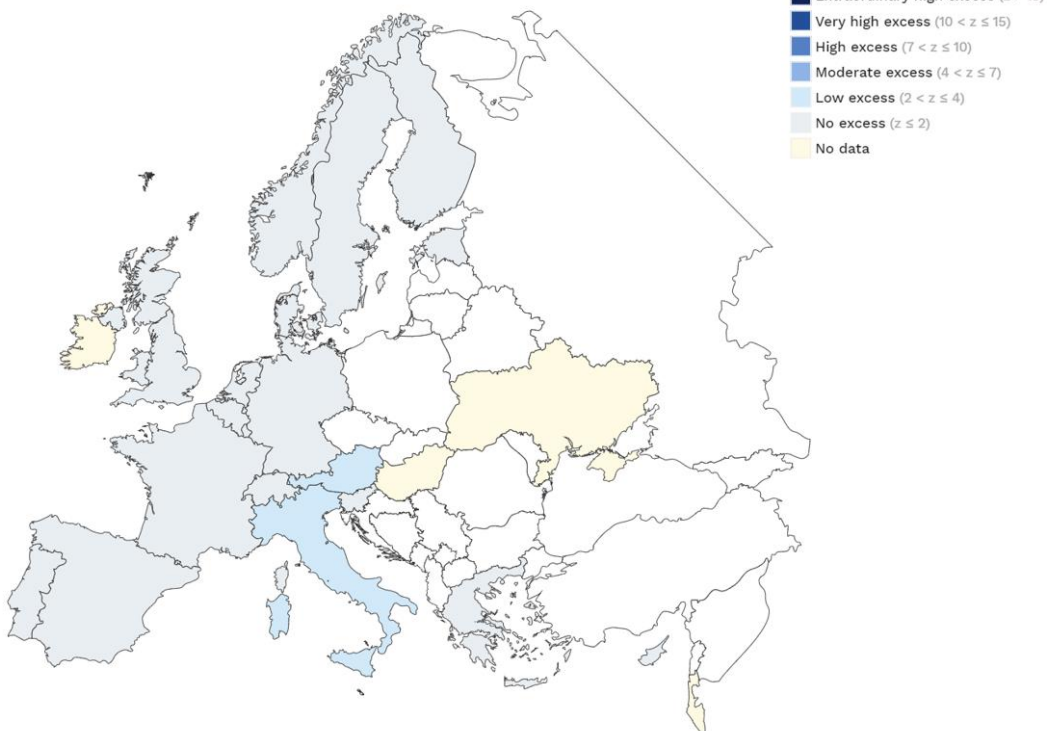 Very high excess (10 < z ≤ 15)
High excess (7 < z ≤ 10)
Moderate excess (4 < z ≤ 7)
Low excess (2 < z ≤ 4)
No excess (z ≤ 2)
No data